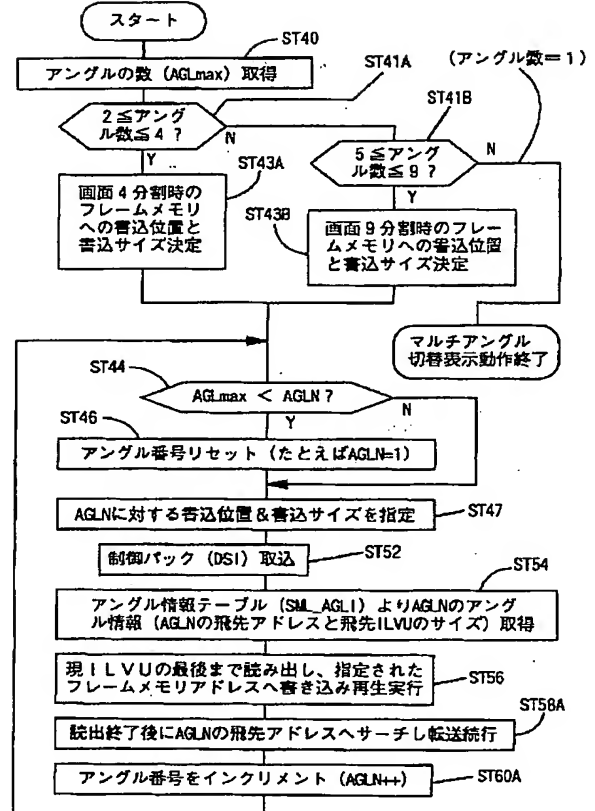 スタート
ST40
アングルの数（AGLmax）取得
ST41A
（アングル数＝１）
2≦アング
ル数≦4 ?
N
ST41B
Y
ST43A
5≦アング
ル数≦9 ?
N
Y
画面４分割時の
フレームメモリ
への書込位置と
書込サイズ決定
ST43B
画面９分割時のフレー
ムメモリへの書込位置
と書込サイズ決定
マルチアングル
切替表示動作終了
ST44
AGLmax ＜ AGLN ?
N
ST46
Y
アングル番号リセット（たとえばAGLN=1）
AGLNに対する書込位置＆書込サイズを指定
ST47
制御パック（DSI）取込
ST52
ST54
アングル情報テーブル（SML_AGLI）よりAGLNのアング
ル情報（AGLNの飛先アドレスと飛先ILVUのサイズ）取得
現ＩＬＶＵの最後まで読み出し、指定された
フレームメモリアドレスへ書き込み再生実行
ST56
読出終了後にAGLNの飛先アドレスへサーチし転送続行
ST58A
アングル番号をインクリメント（AGLN++）
ST60A